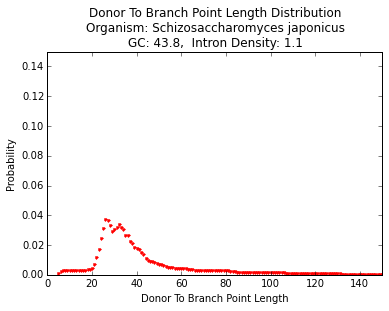 Donor To Branch Point Length Distribution
Organism: Schizosaccharomyces japonicus
GC: 43.8,  Intron Density: 1.1
0.14
0.12
0.10
0.08
0.06
0.04
0.02
0.00
Probability
0 20 40 60 80 100 120 140
Donor To Branch Point Length